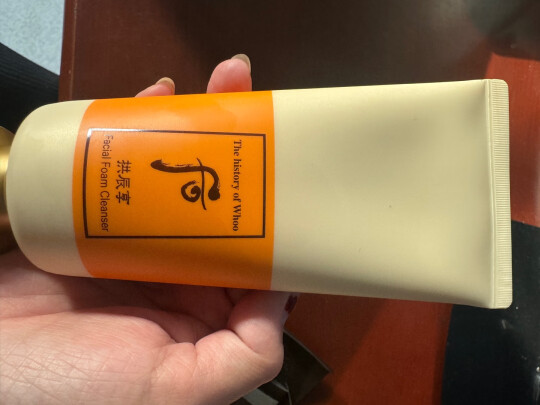 The history of Whoo
后
拱辰享
Facial Foam Cleanser